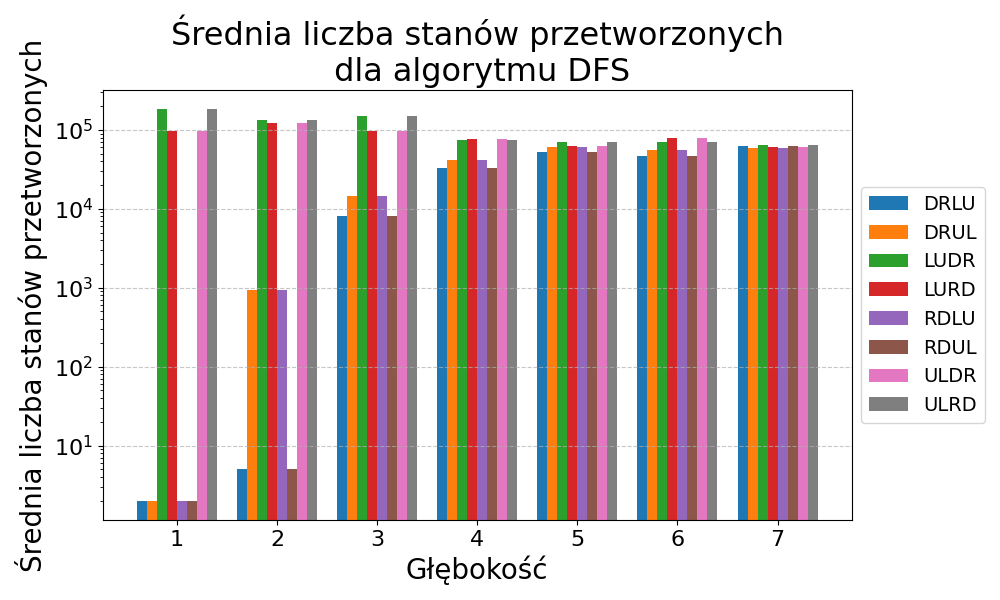 Średnia liczba stanów przetworzonych
dla algorytmu DFS
Średnia liczba stanów przetworzonych
10⁵
10⁴
10³
10²
10¹
1 2 3 4 5 6 7
Głębokość
DRLU
DRUL
LUDR
LURD
RDLU
RDUL
ULDR
ULRD